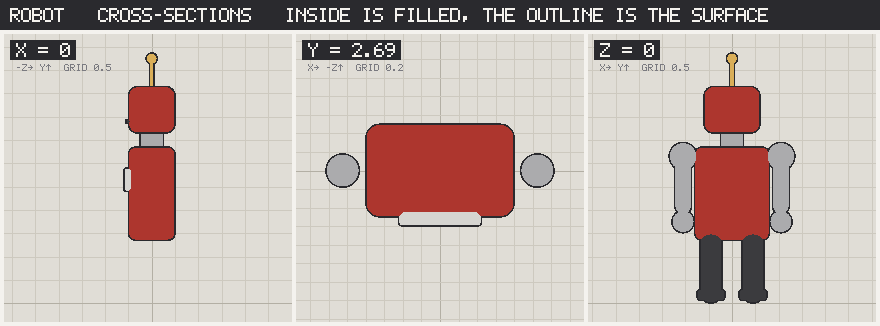 ROBOT CROSS-SECTIONS INSIDE IS FILLED, THE OUTLINE IS THE SURFACE
X = 0
-Z→ Y↑ GRID 0.5
Y = 2.69
X→ -Z↑ GRID 0.2
Z = 0
X→ Y↑ GRID 0.5